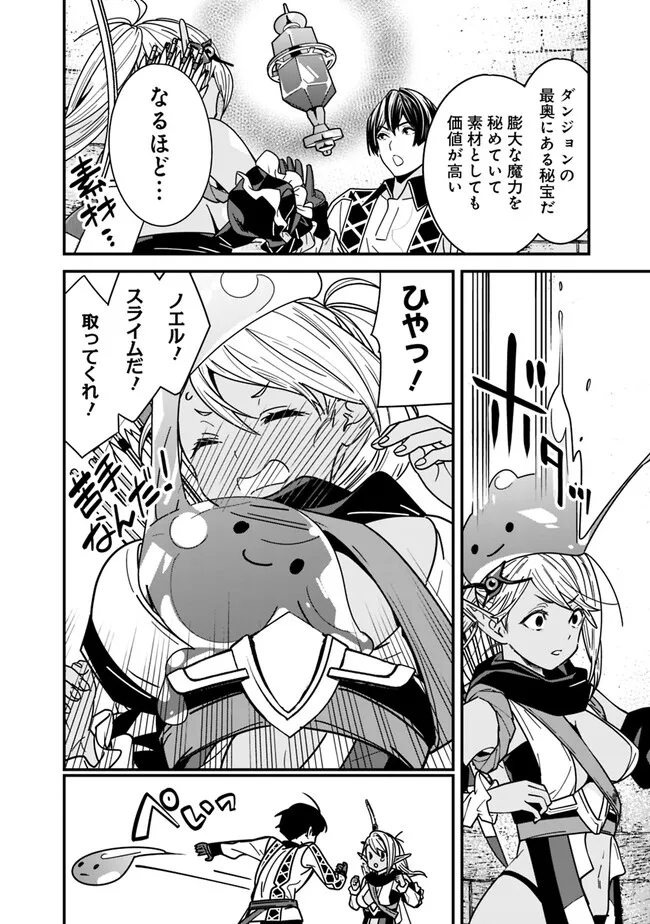 ダンジョンの
最奥にある秘宝だ
膨大な魔力を
秘めていて
素材としても
価値が高い
なるほど…
素材…
ボタッ
ひやっ！
ノエル！
スライムだ！
取ってくれ！
苦手
なんだ！
ぺいっ